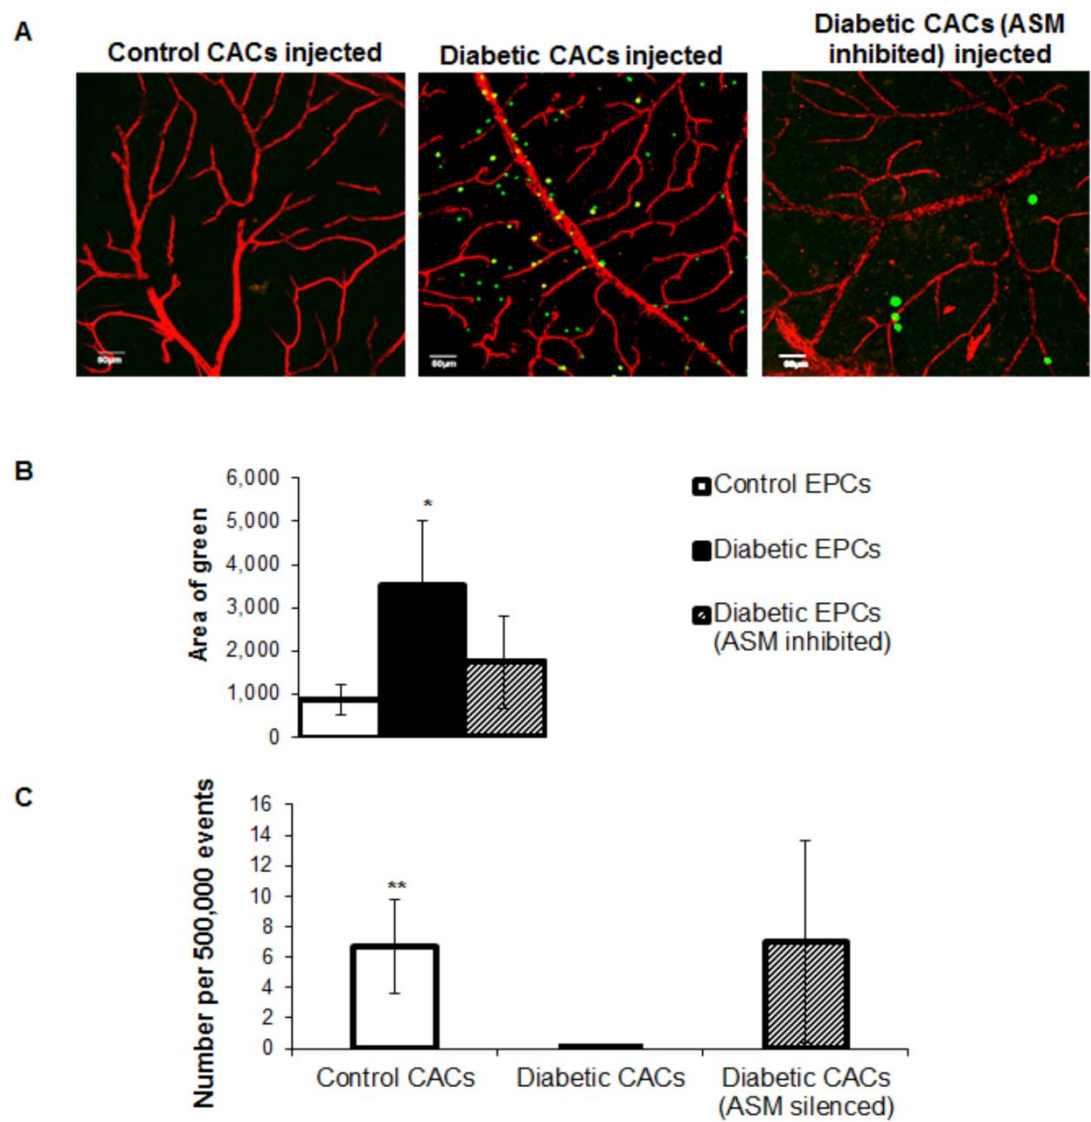 A
Control CACs injected
Diabetic CACs injected
Diabetic CACs (ASM
inhibited) injected
50µm
50µm
50µm
B
Area of green
6,000
5,000
4,000
3,000
2,000
1,000
0
*
Control EPCs
Diabetic EPCs
Diabetic EPCs
(ASM inhibited)
C
Number per 500,000 events
16
14
12
10
8
6
4
2
0
**
Control CACs
Diabetic CACs
Diabetic CACs
(ASM silenced)